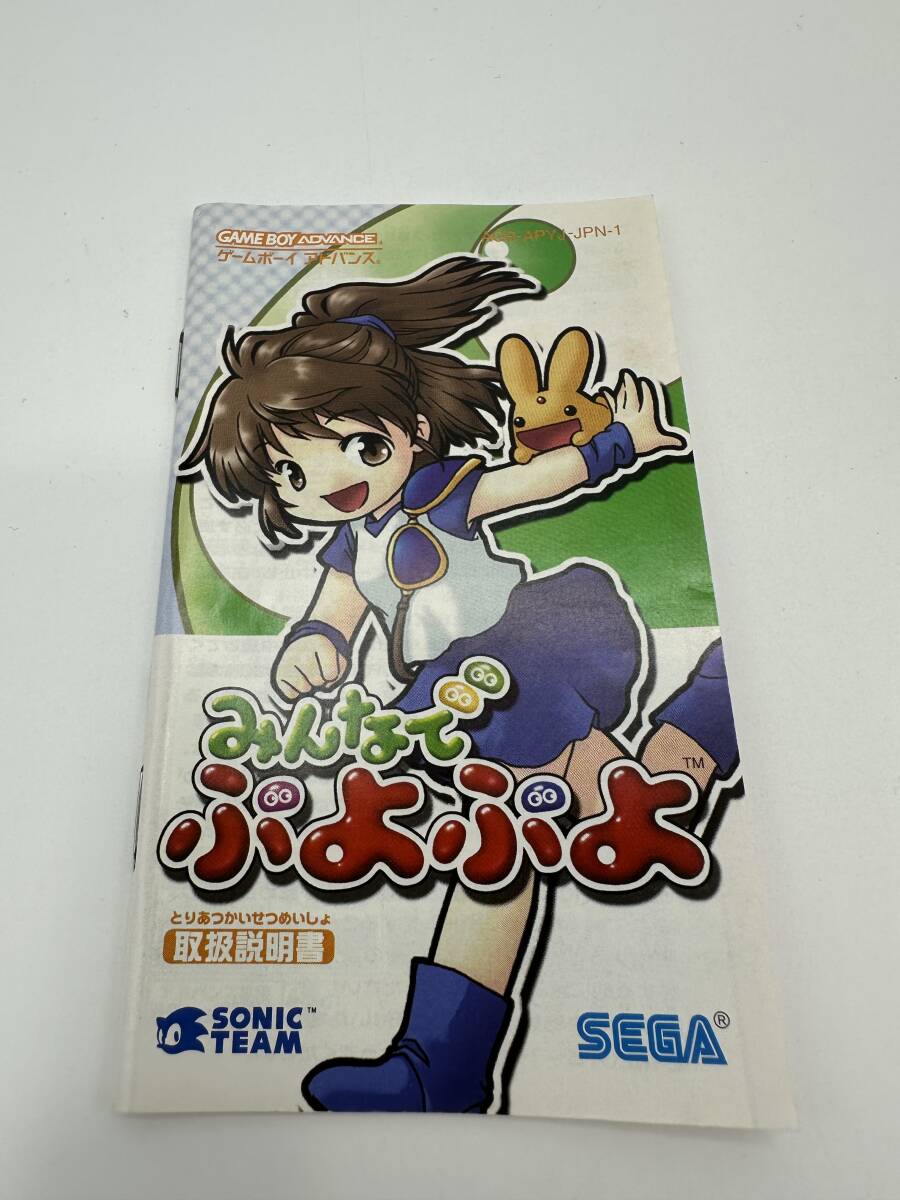 GAME BOY ADVANCE
ゲームボーイ アドバンス
AGB-APYJ-JPN-1
みんなで
ぷよぷよ
TM
とりあつかいせつめいしょ
取扱説明書
SONIC TM
TEAM
SEGA®